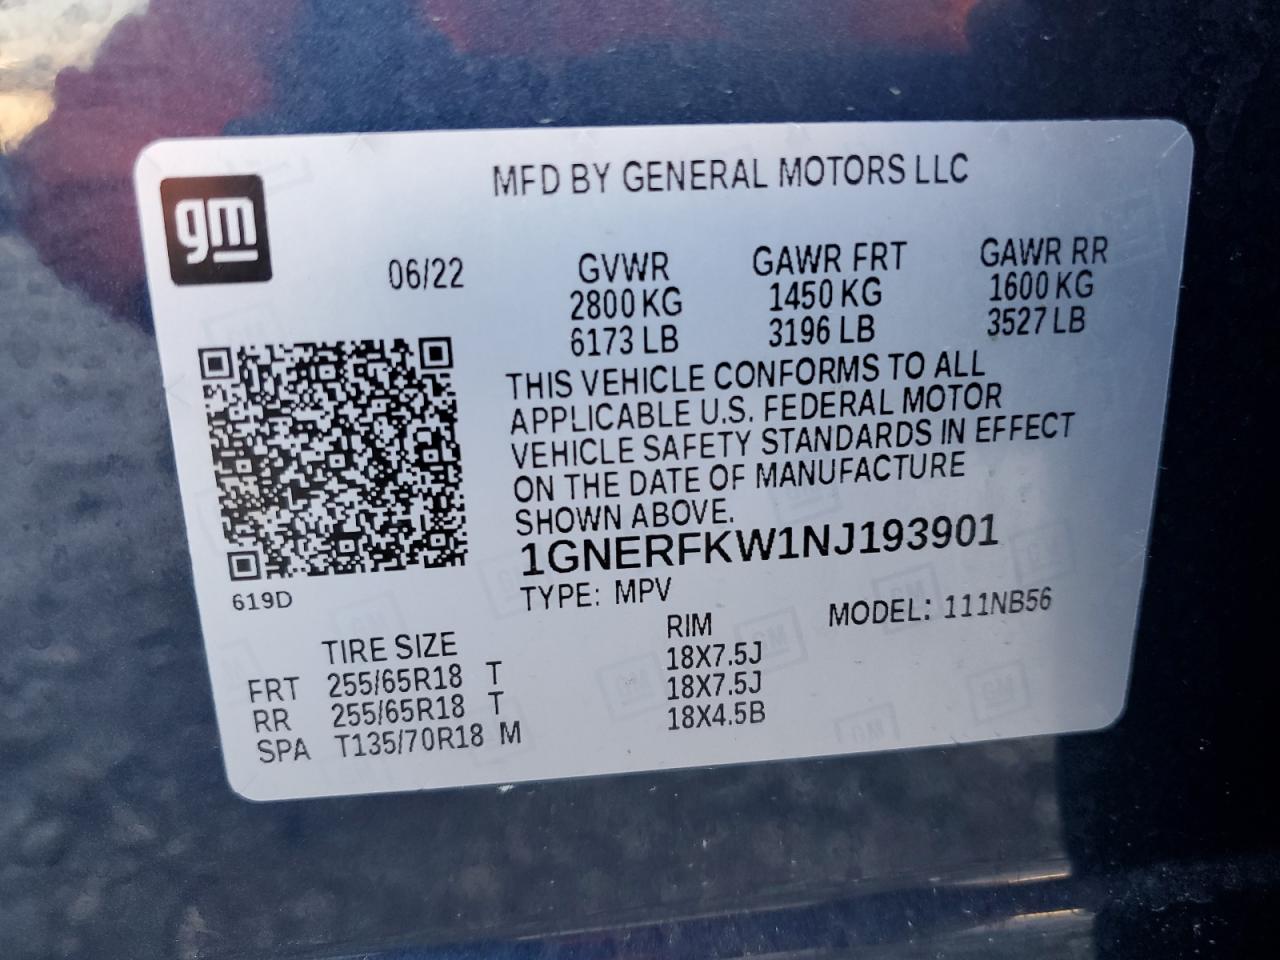 MFD BY GENERAL MOTORS LLC
gm
06/22
GVWR GAWR FRT GAWR RR
2800 KG 1450 KG 1600 KG
6173 LB 3196 LB 3527 LB
THIS VEHICLE CONFORMS TO ALL
APPLICABLE U.S. FEDERAL MOTOR
VEHICLE SAFETY STANDARDS IN EFFECT
ON THE DATE OF MANUFACTURE
SHOWN ABOVE.
1GNERFKW1NJ193901
619D
TYPE: MPV MODEL: 111NB56
TIRE SIZE RIM
FRT 255/65R18 T 18X7.5J
RR 255/65R18 T 18X7.5J
SPA T135/70R18 M 18X4.5B